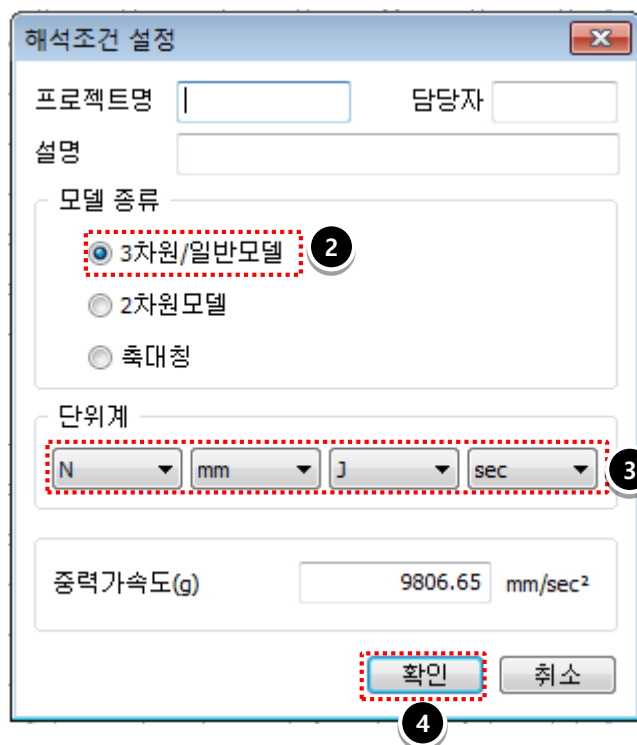 해석조건 설정
프로젝트명 담당자
설명
모델 종류
3차원/일반모델 2
2차원모델
축대칭
단위계
N mm J sec 3
중력가속도(g) 9806.65 mm/sec²
확인 취소
4